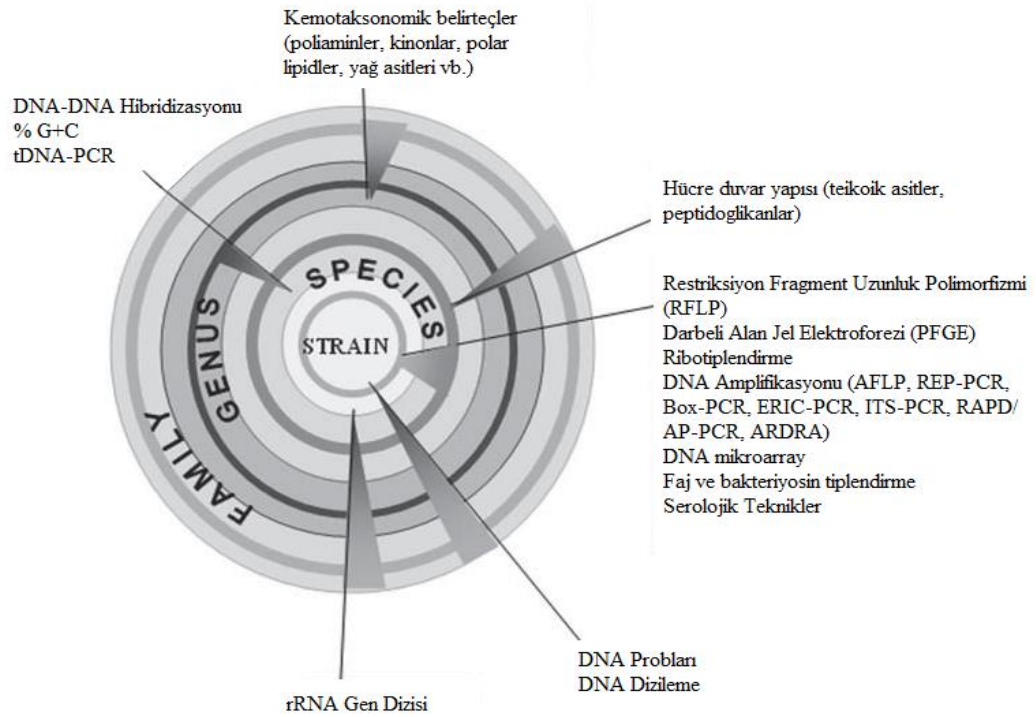 Kemotaksonomik belirteçler
(poliaminler, kinonlar, polar
lipidler, yağ asitleri vb.)
DNA-DNA Hibridizasyonu
% G+C
tDNA-PCR
Hücre duvar yapısı (teikoik asitler,
peptidoglikanlar)
SPECIES
STRAIN
GENUS
FAMILY
Restriksiyon Fragment Uzunluk Polimorfizmi
(RFLP)
Darbeli Alan Jel Elektroforezi (PFGE)
Ribotiplendirme
DNA Amplifikasyonu (AFLP, REP-PCR,
Box-PCR, ERIC-PCR, ITS-PCR, RAPD/
AP-PCR, ARDRA)
DNA mikroarray
Faj ve bakteriyosin tiplendirme
Serolojik Teknikler
DNA Probları
DNA Dizileme
rRNA Gen Dizisi